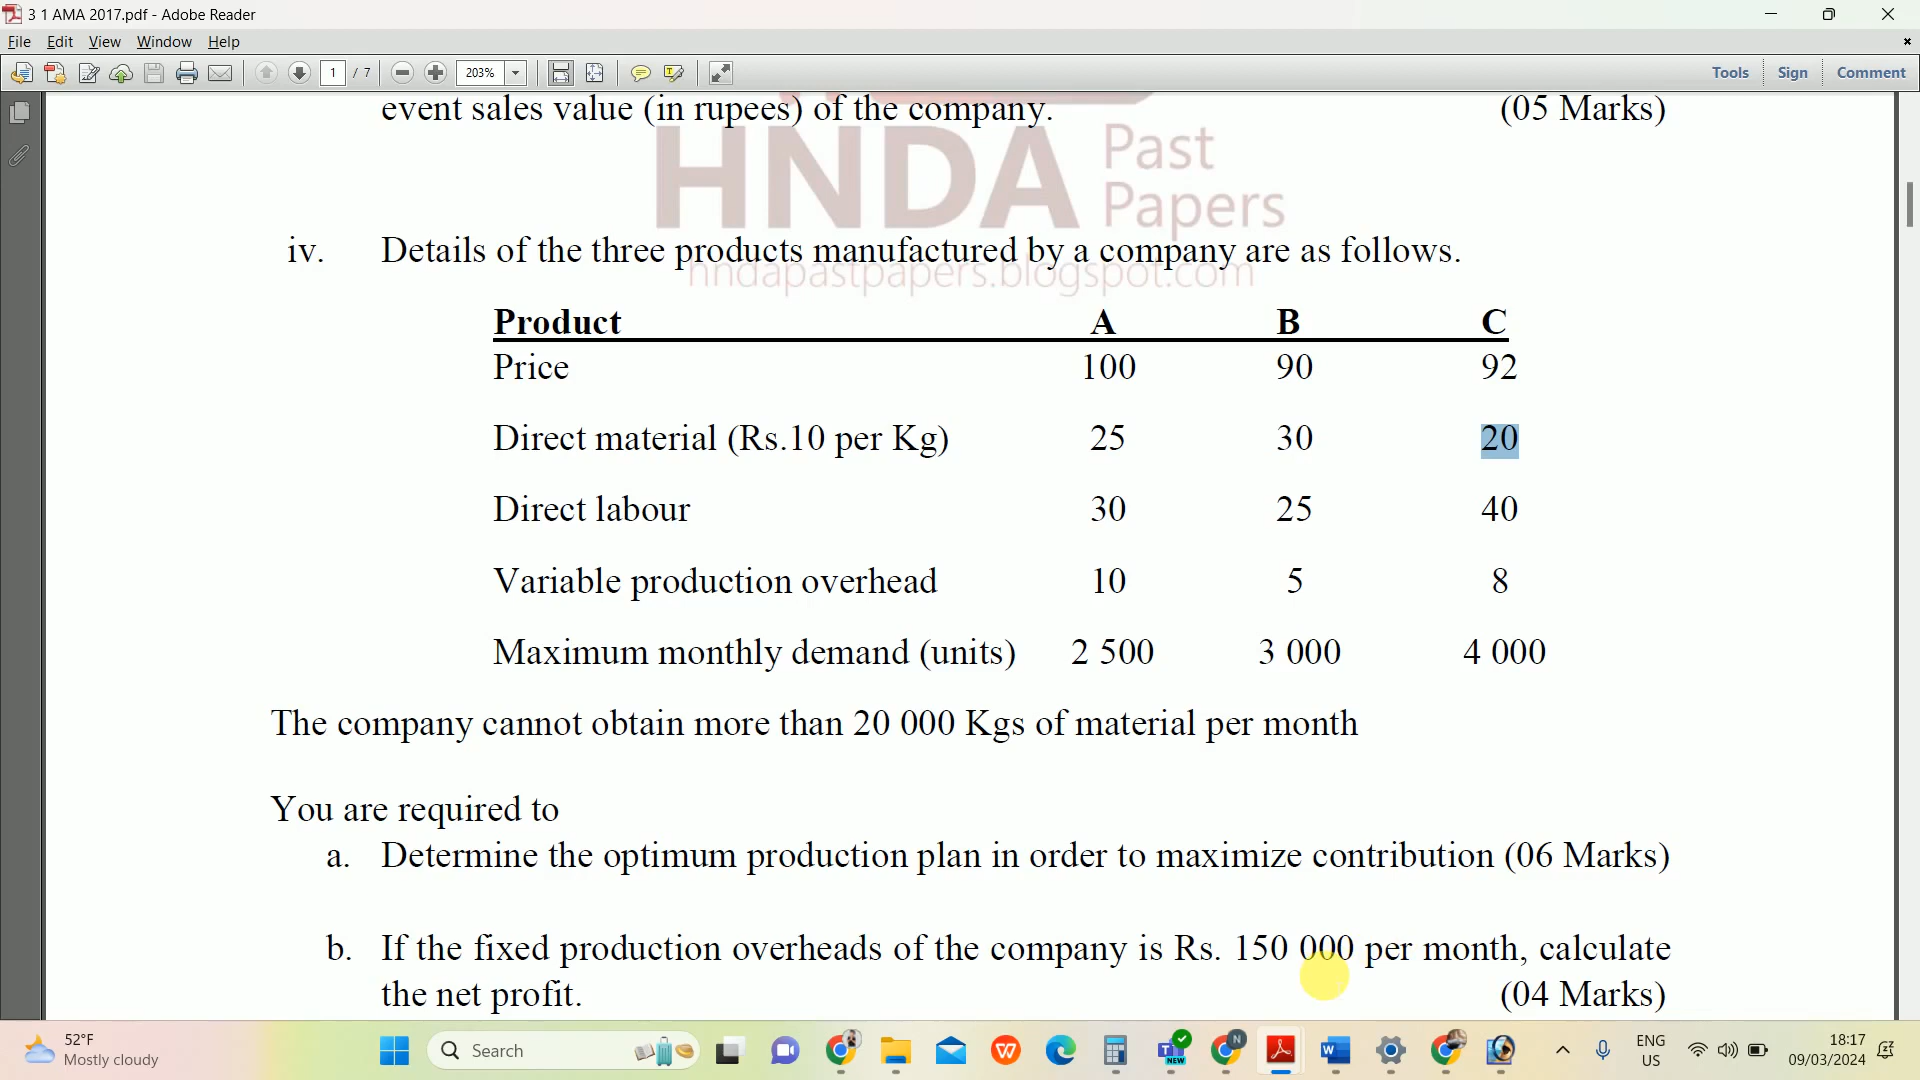 3 1 AMA 2017.pdf - Adobe Reader
File Edit View Window Help
1 / 7 203% Tools Sign Comment
event sales value (in rupees) of the company. (05 Marks)
HNDA Past Papers
hndapastpapers.blogspot.com
iv. Details of the three products manufactured by a company are as follows.
Product A B C
Price 100 90 92
Direct material (Rs.10 per Kg) 25 30 20
Direct labour 30 25 40
Variable production overhead 10 5 8
Maximum monthly demand (units) 2 500 3 000 4 000
The company cannot obtain more than 20 000 Kgs of material per month
You are required to
a. Determine the optimum production plan in order to maximize contribution (06 Marks)
b. If the fixed production overheads of the company is Rs. 150 000 per month, calculate
the net profit. (04 Marks)
52°F
Mostly cloudy
Search
NEW
N
ENG
US
18:17
09/03/2024